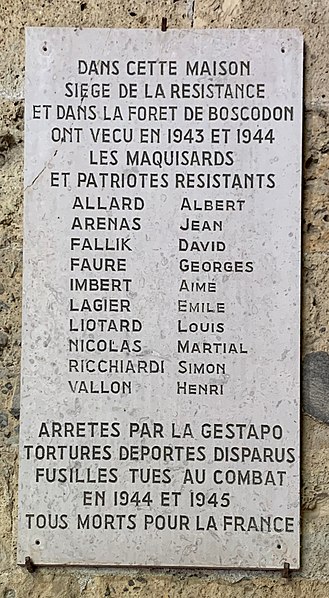 DANS CETTE MAISON
SIEGE DE LA RESISTANCE
ET DANS LA FORET DE BOSCODON
ONT VECU EN 1943 ET 1944
LES MAQUISARDS
ET PATRIOTES RESISTANTS
ALLARD ALBERT
ARENAS JEAN
FALLIK DAVID
FAURE GEORGES
IMBERT AIMÉ
LAGIER EMILE
LIOTARD LOUIS
NICOLAS MARTIAL
RICCHIARDI SIMON
VALLON HENRI
ARRETES PAR LA GESTAPO
TORTURES DEPORTES DISPARUS
FUSILLES TUES AU COMBAT
EN 1944 ET 1945
TOUS MORTS POUR LA FRANCE